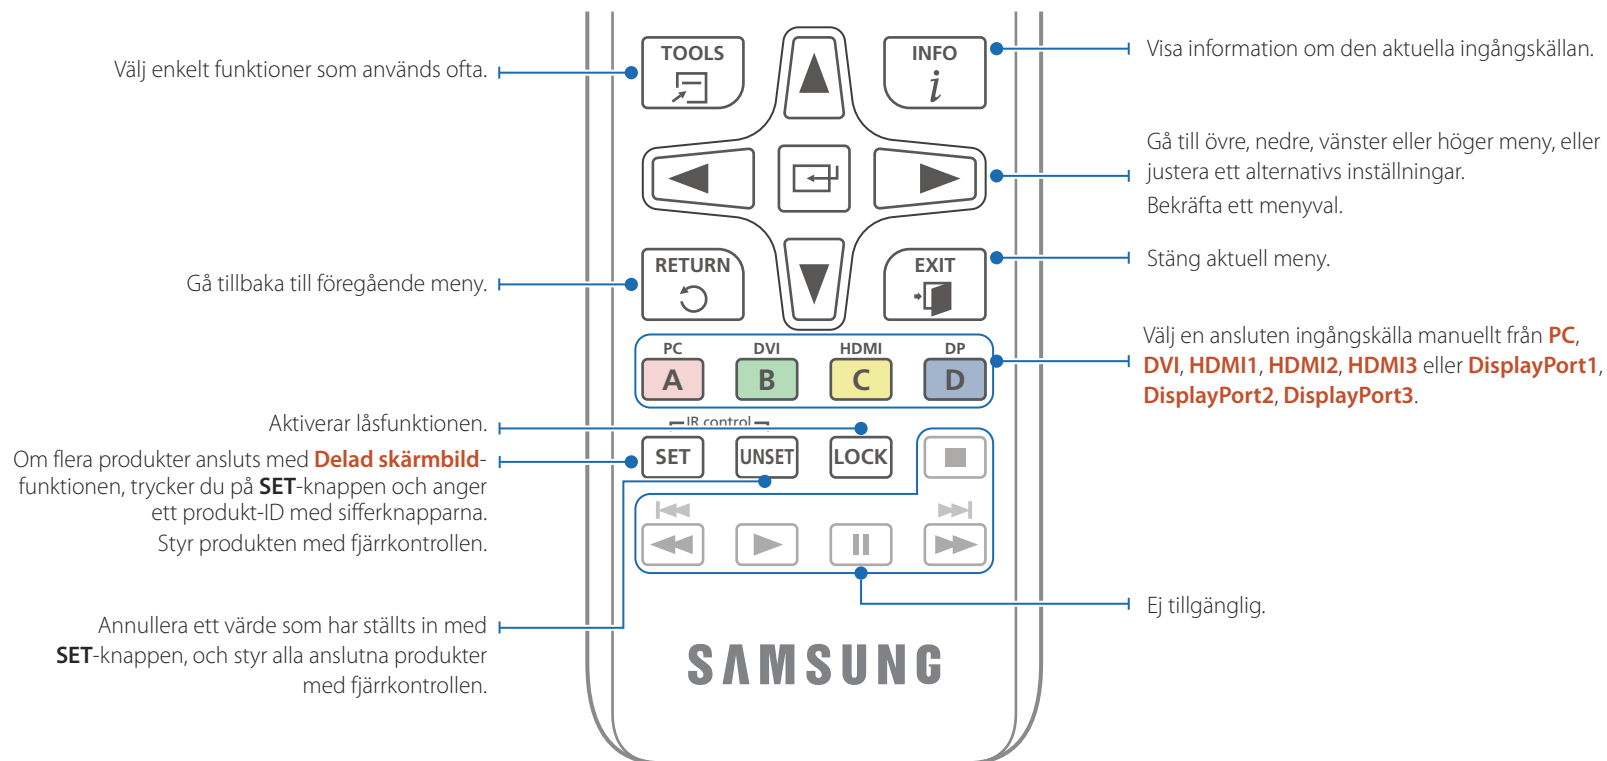 TOOLS
INFO
i
Välj enkelt funktioner som används ofta.
Visa information om den aktuella ingångskällan.
Gå till övre, nedre, vänster eller höger meny, eller
justera ett alternativs inställningar.
Bekräfta ett menyval.
RETURN
EXIT
Gå tillbaka till föregående meny.
Stäng aktuell meny.
PC
DVI
HDMI
DP
A
B
C
D
Välj en ansluten ingångskälla manuellt från PC,
DVI, HDMI1, HDMI2, HDMI3 eller DisplayPort1,
DisplayPort2, DisplayPort3.
Aktiverar låsfunktionen.
IR control
SET
UNSET
LOCK
Om flera produkter ansluts med Delad skärmbild-
funktionen, trycker du på SET-knappen och anger
ett produkt-ID med sifferknapparna.
Styr produkten med fjärrkontrollen.
Ej tillgänglig.
Annullera ett värde som har ställts in med
SET-knappen, och styr alla anslutna produkter
med fjärrkontrollen.
SAMSUNG